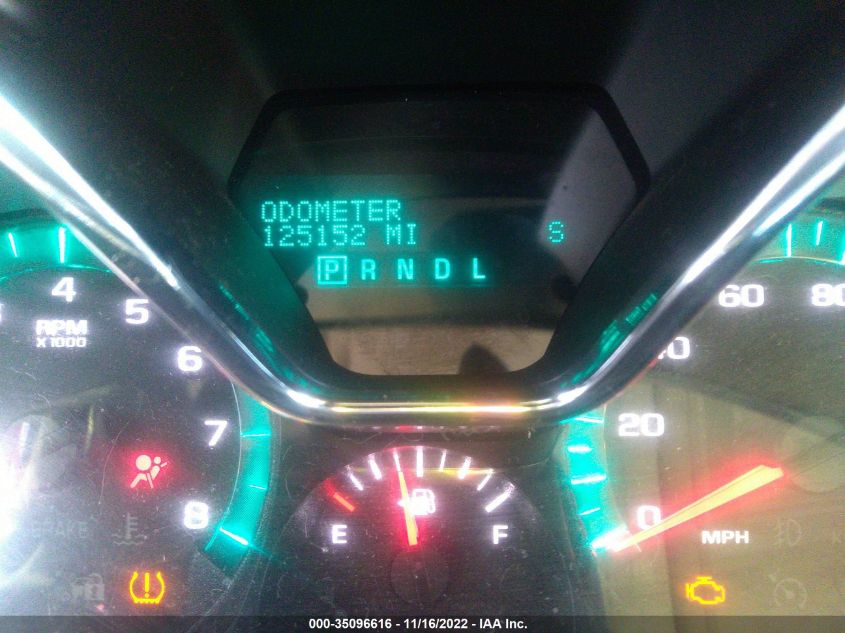 ODOMETER
125152 MI S
P R N D L
4
5
6
7
8
RPM
X1000
E F
0
20
60
80
MPH
BRAKE
000-35096616 - 11/16/2022 - IAA Inc.